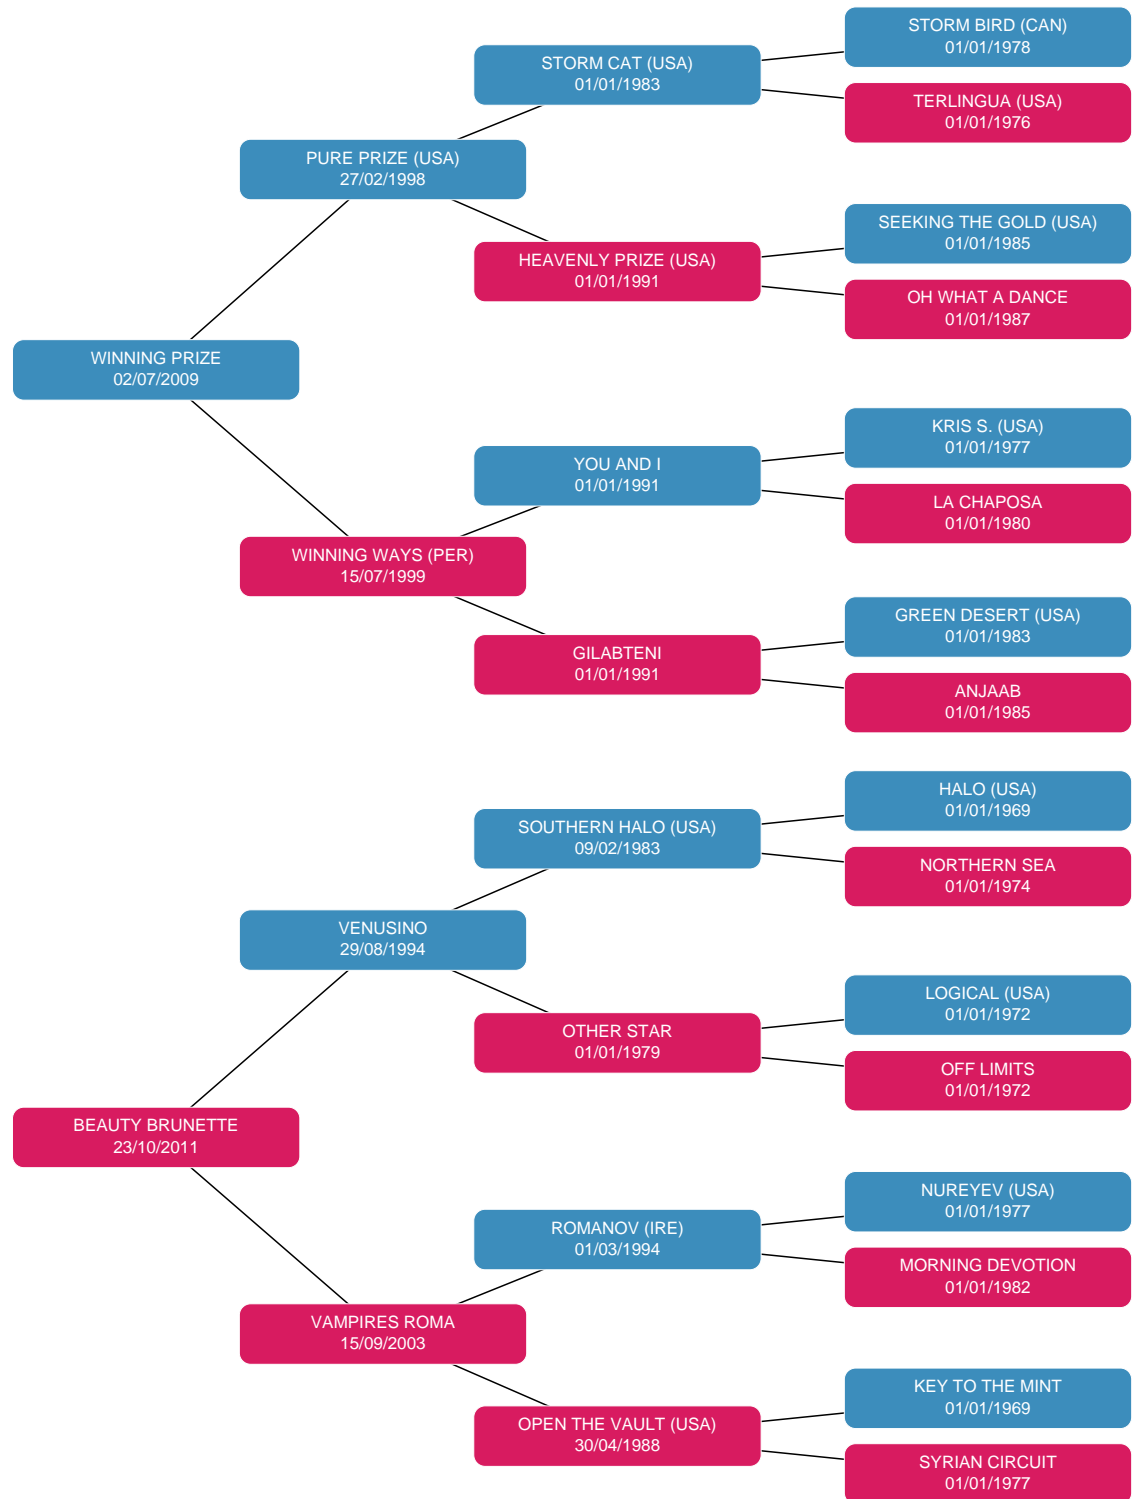 STORM BIRD (CAN)
01/01/1978
STORM CAT (USA)
01/01/1983
TERLINGUA (USA)
01/01/1976
PURE PRIZE (USA)
27/02/1998
SEEKING THE GOLD (USA)
01/01/1985
HEAVENLY PRIZE (USA)
01/01/1991
OH WHAT A DANCE
01/01/1987
WINNING PRIZE
02/07/2009
KRIS S. (USA)
01/01/1977
YOU AND I
01/01/1991
LA CHAPOSA
01/01/1980
WINNING WAYS (PER)
15/07/1999
GREEN DESERT (USA)
01/01/1983
GILABTENI
01/01/1991
ANJAAB
01/01/1985
HALO (USA)
01/01/1969
SOUTHERN HALO (USA)
09/02/1983
NORTHERN SEA
01/01/1974
VENUSINO
29/08/1994
LOGICAL (USA)
01/01/1972
OTHER STAR
01/01/1979
OFF LIMITS
01/01/1972
BEAUTY BRUNETTE
23/10/2011
NUREYEV (USA)
01/01/1977
ROMANOV (IRE)
01/03/1994
MORNING DEVOTION
01/01/1982
VAMPIRES ROMA
15/09/2003
KEY TO THE MINT
01/01/1969
OPEN THE VAULT (USA)
30/04/1988
SYRIAN CIRCUIT
01/01/1977